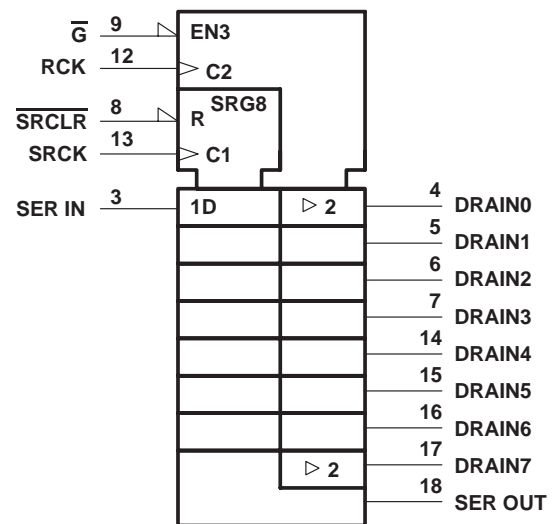 G 9 EN3
RCK 12 C2
SRG8
SRCLR 8 R
SRCK 13 C1
SER IN 3 1D 2 4 DRAIN0
5 DRAIN1
6 DRAIN2
7 DRAIN3
14 DRAIN4
15 DRAIN5
16 DRAIN6
2 17 DRAIN7
18 SER OUT